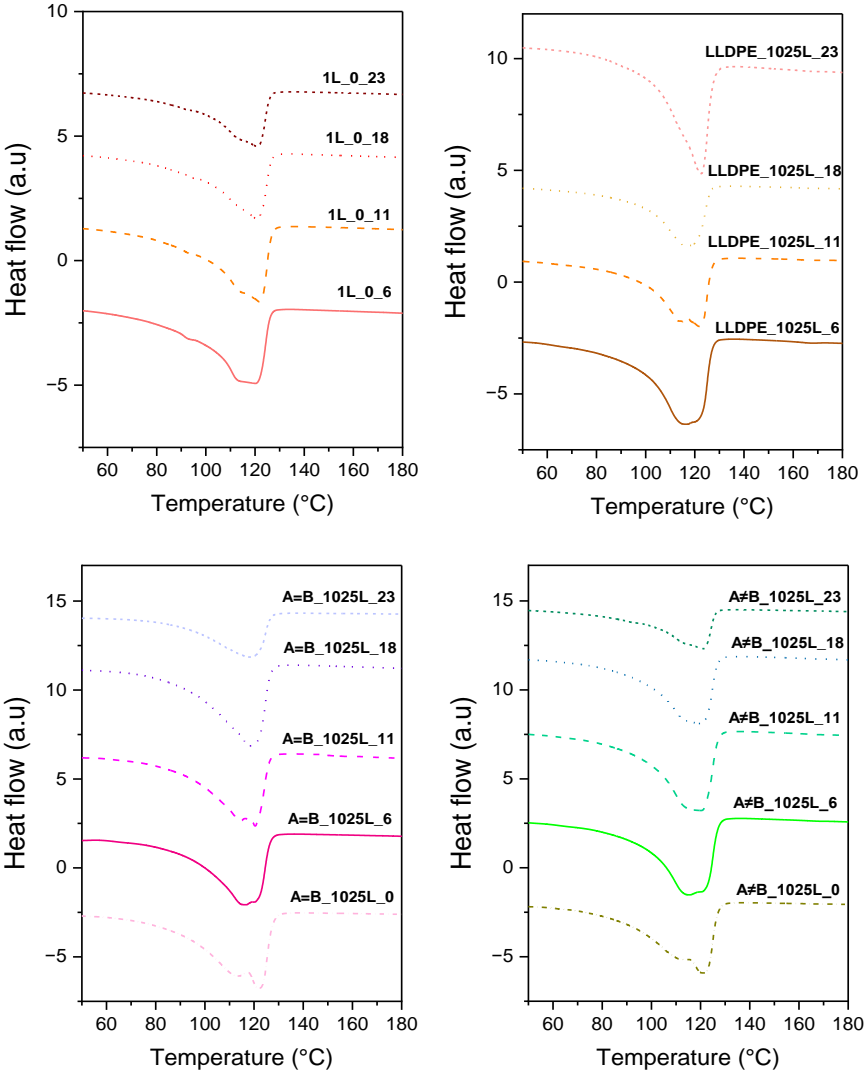 10
5
0
−5
Heat flow (a.u)
1L_0_23
1L_0_18
1L_0_11
1L_0_6
60 80 100 120 140 160 180
Temperature (°C)
10
5
0
−5
Heat flow (a.u)
LLDPE_1025L_23
LLDPE_1025L_18
LLDPE_1025L_11
LLDPE_1025L_6
60 80 100 120 140 160 180
Temperature (°C)
15
10
5
0
−5
Heat flow (a.u)
A=B_1025L_23
A=B_1025L_18
A=B_1025L_11
A=B_1025L_6
A=B_1025L_0
60 80 100 120 140 160 180
Temperature (°C)
15
10
5
0
−5
Heat flow (a.u)
A≠B_1025L_23
A≠B_1025L_18
A≠B_1025L_11
A≠B_1025L_6
A≠B_1025L_0
60 80 100 120 140 160 180
Temperature (°C)